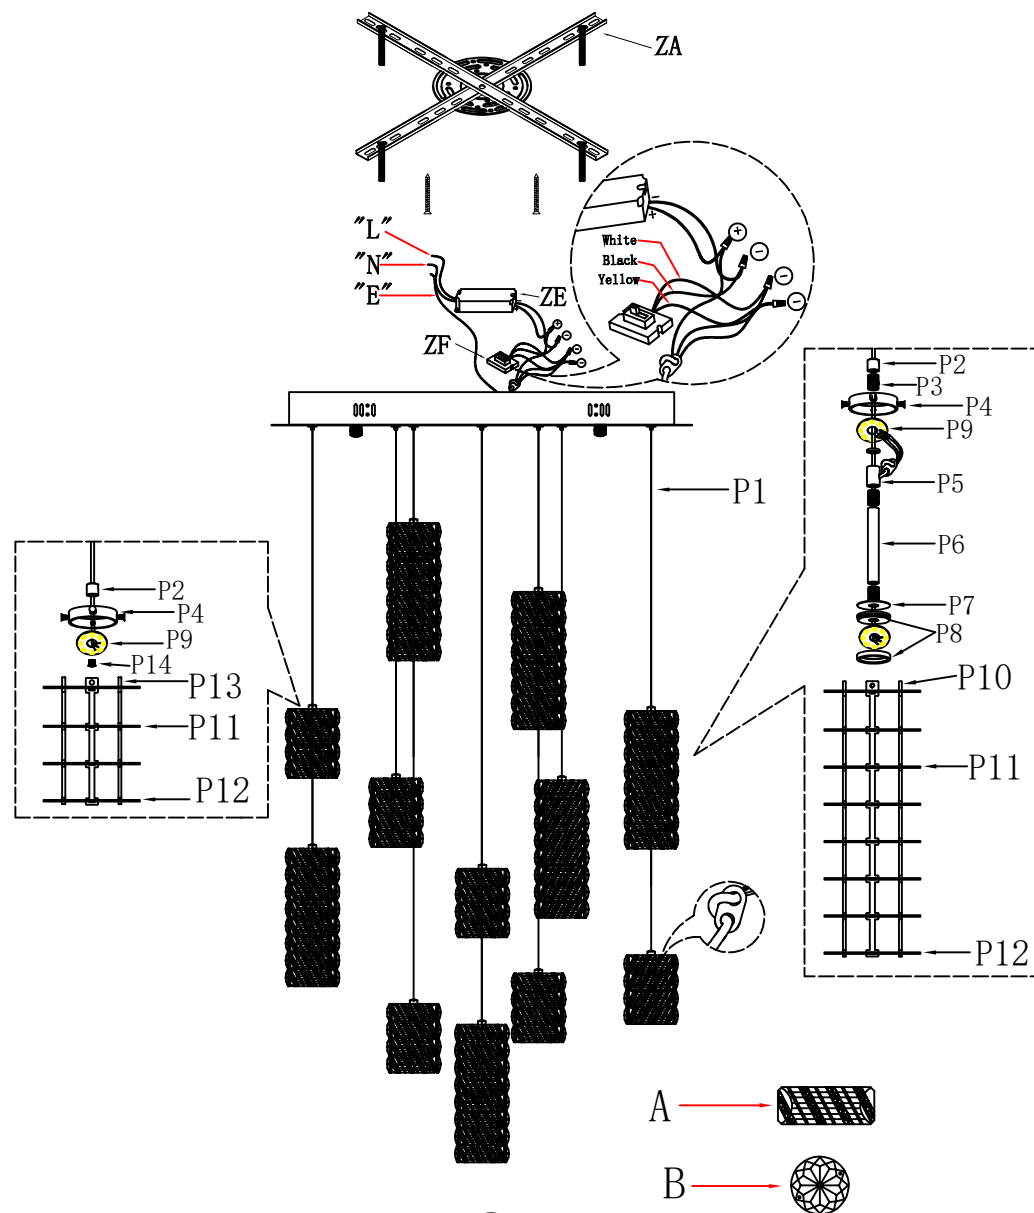 ZA
"L"
"N"
"E"
ZE
ZF
White
Black
Yellow
+
−
+
−
−
−
+
−
−
−
P1
P2
P4
P9
P14
P13
P11
P12
P2
P3
P4
P9
P5
P6
P7
P8
P10
P11
P12
A
B